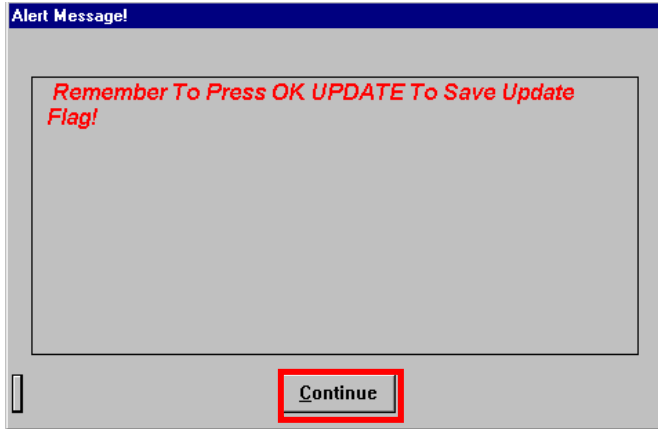 Alert Message!
Remember To Press OK UPDATE To Save Update
Flag!
Continue